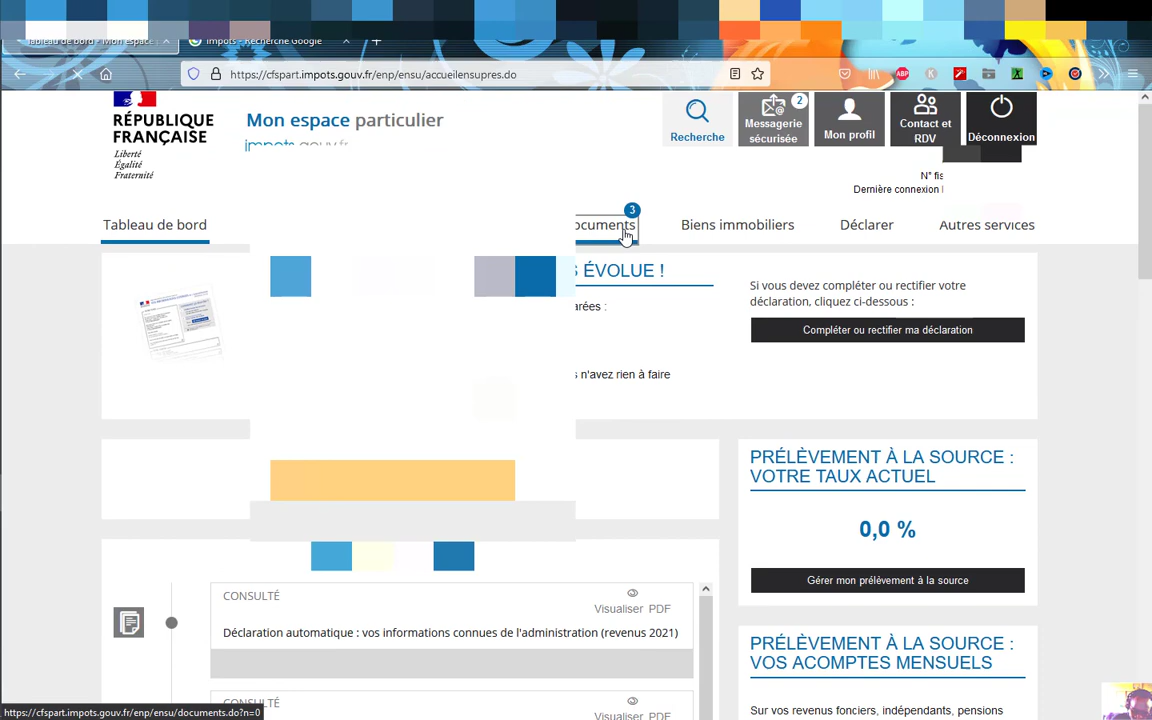 Tableau de bord - Mon espace
impots - Recherche Google
https://cfspart.impots.gouv.fr/enp/ensu/accueilensupres.do
ABP
RÉPUBLIQUE
FRANÇAISE
Liberté
Égalité
Fraternité
Mon espace particulier
impots.gouv.fr
Recherche
2
Messagerie
sécurisée
Mon profil
Contact et
RDV
Déconnexion
N° fis
Dernière connexion
Tableau de bord
ocuments
3
Biens immobiliers
Déclarer
Autres services
S ÉVOLUE !
arées :
s n'avez rien à faire
Si vous devez compléter ou rectifier votre
déclaration, cliquez ci-dessous :
Compléter ou rectifier ma déclaration
PRÉLÈVEMENT À LA SOURCE :
VOTRE TAUX ACTUEL
0,0 %
Gérer mon prélèvement à la source
CONSULTÉ
Visualiser PDF
Déclaration automatique : vos informations connues de l'administration (revenus 2021)
CONSULTÉ
Visualiser PDF
PRÉLÈVEMENT À LA SOURCE :
VOS ACOMPTES MENSUELS
Sur vos revenus fonciers, indépendants, pensions
https://cfspart.impots.gouv.fr/enp/ensu/documents.do?n=0